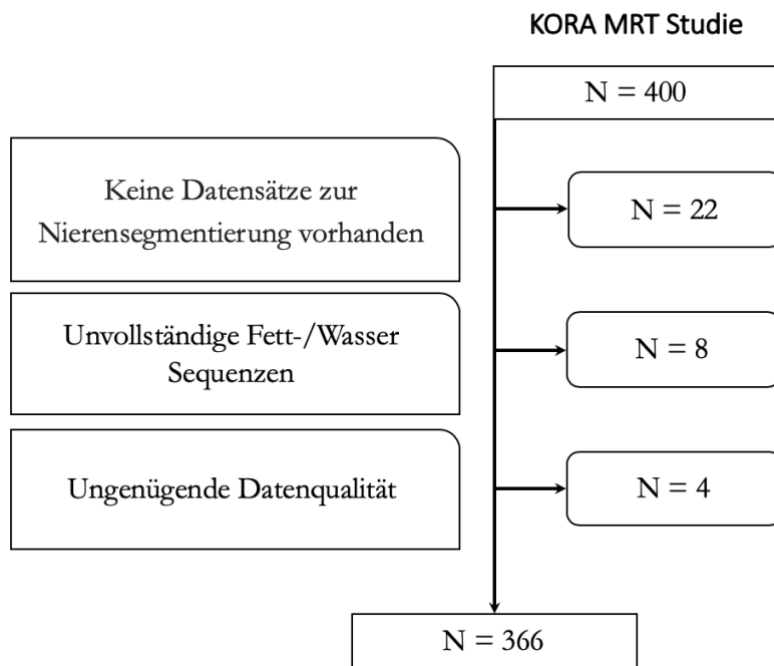 KORA MRT Studie
N = 400
Keine Datensätze zur
Nierensegmentierung vorhanden
N = 22
Unvollständige Fett-/Wasser
Sequenzen
N = 8
Ungenügende Datenqualität
N = 4
N = 366